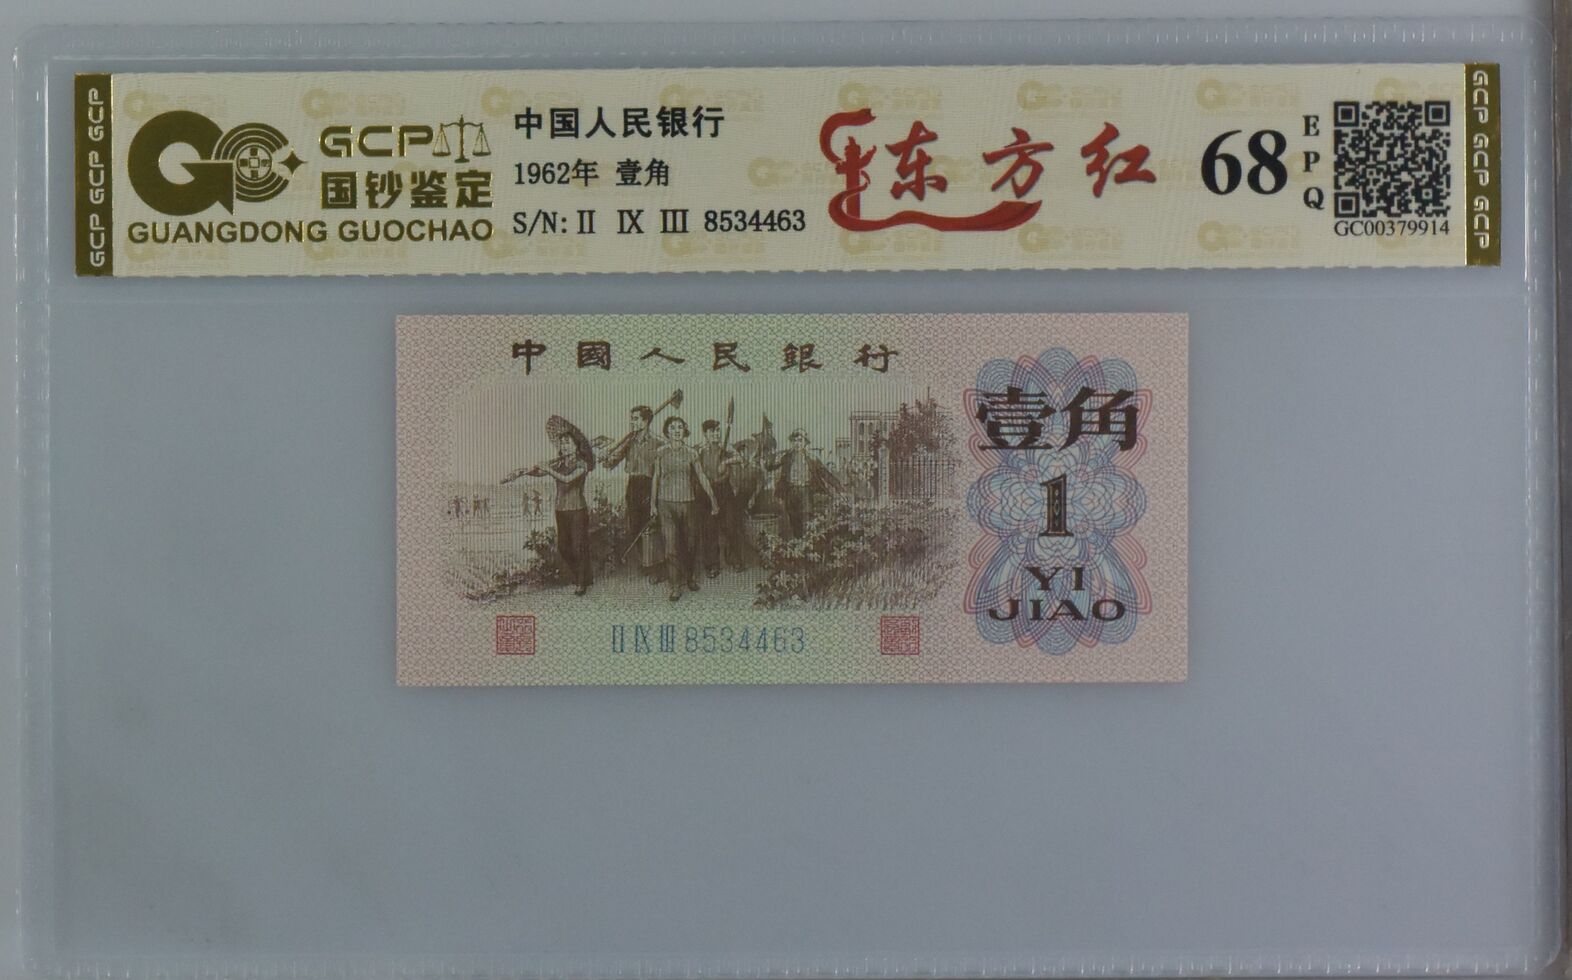 GCP GCP GCP
GCP
国钞鉴定
GUANGDONG GUOCHAO
中国人民银行
1962年 壹角
S/N: II IX III 8534463
东方红
68
EPQ
GC00379914
GCP GCP GCP
中國人民銀行
壹角
1
YI
JIAO
II IX III 8534463